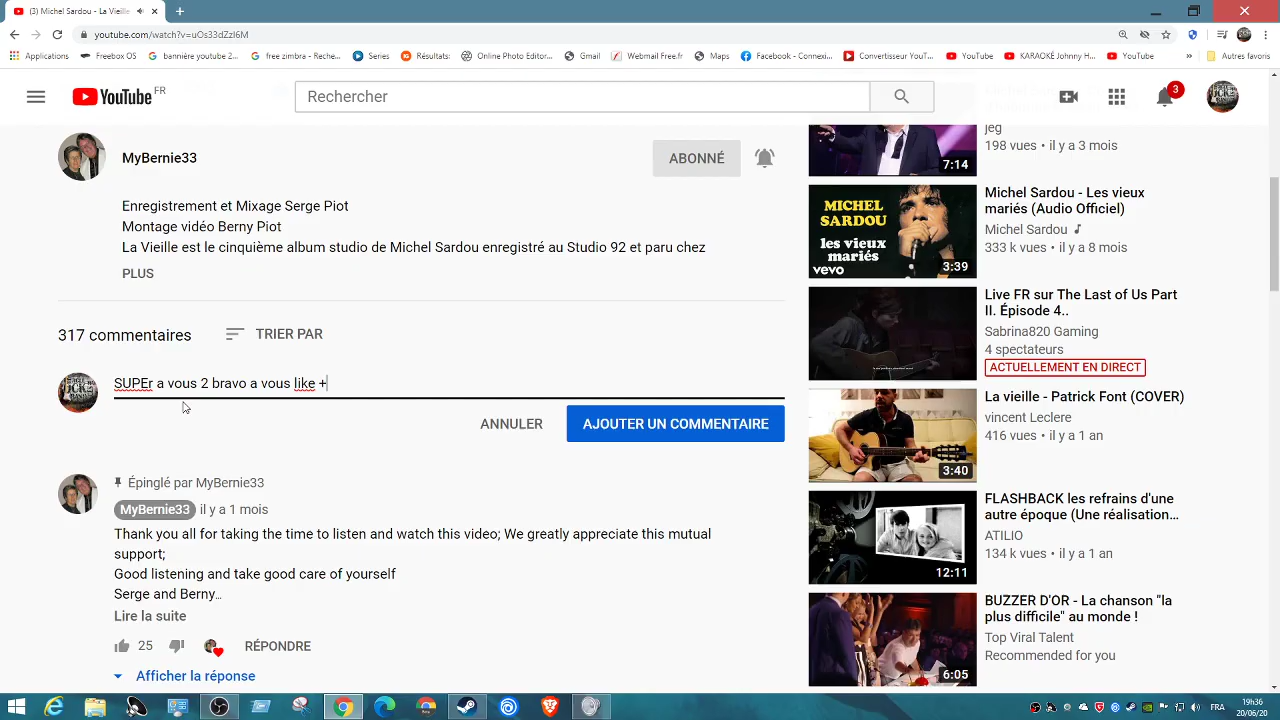 (3) Michel Sardou - La Vieille
youtube.com/watch?v=uOs33dZzI6M
Applications
Freebox OS
bannière youtube 2...
free zimbra - Reche...
Series
Résultats
Online Photo Editor...
Gmail
Webmail Free.fr
Maps
Facebook - Connexi...
Convertisseur YouT...
YouTube
KARAOKÉ Johnny H...
YouTube
»
Autres favoris
YouTube FR
Rechercher
3
MyBernie33
ABONNÉ
Enregistrement et Mixage Serge Piot
Montage Vidéo Berny Piot
La Vieille est le cinquième album studio de Michel Sardou enregistré au Studio 92 et paru chez
PLUS
317 commentaires
TRIER PAR
SUPEr a vous 2 bravo a vous like +
ANNULER
AJOUTER UN COMMENTAIRE
Épinglé par MyBernie33
MyBernie33 il y a 1 mois
Thank you all for taking the time to listen and watch this video; We greatly appreciate this mutual
support;
Good listening and take good care of yourself
Serge and Berny...
Lire la suite
25
RÉPONDRE
Afficher la réponse
7:14
jeg
198 vues • il y a 3 mois
MICHEL
SARDOU
les vieux
mariés
vevo
3:39
Michel Sardou - Les vieux
mariés (Audio Officiel)
Michel Sardou
333 k vues • il y a 8 mois
Live FR sur The Last of Us Part
II. Épisode 4..
Sabrina820 Gaming
4 spectateurs
ACTUELLEMENT EN DIRECT
3:40
La vieille - Patrick Font (COVER)
vincent Leclere
416 vues • il y a 1 an
12:11
FLASHBACK les refrains d'une
autre époque (Une réalisation...
ATILIO
134 k vues • il y a 1 an
6:05
BUZZER D'OR - La chanson "la
plus difficile" au monde !
Top Viral Talent
Recommended for you
FRA
19:36
20/06/20